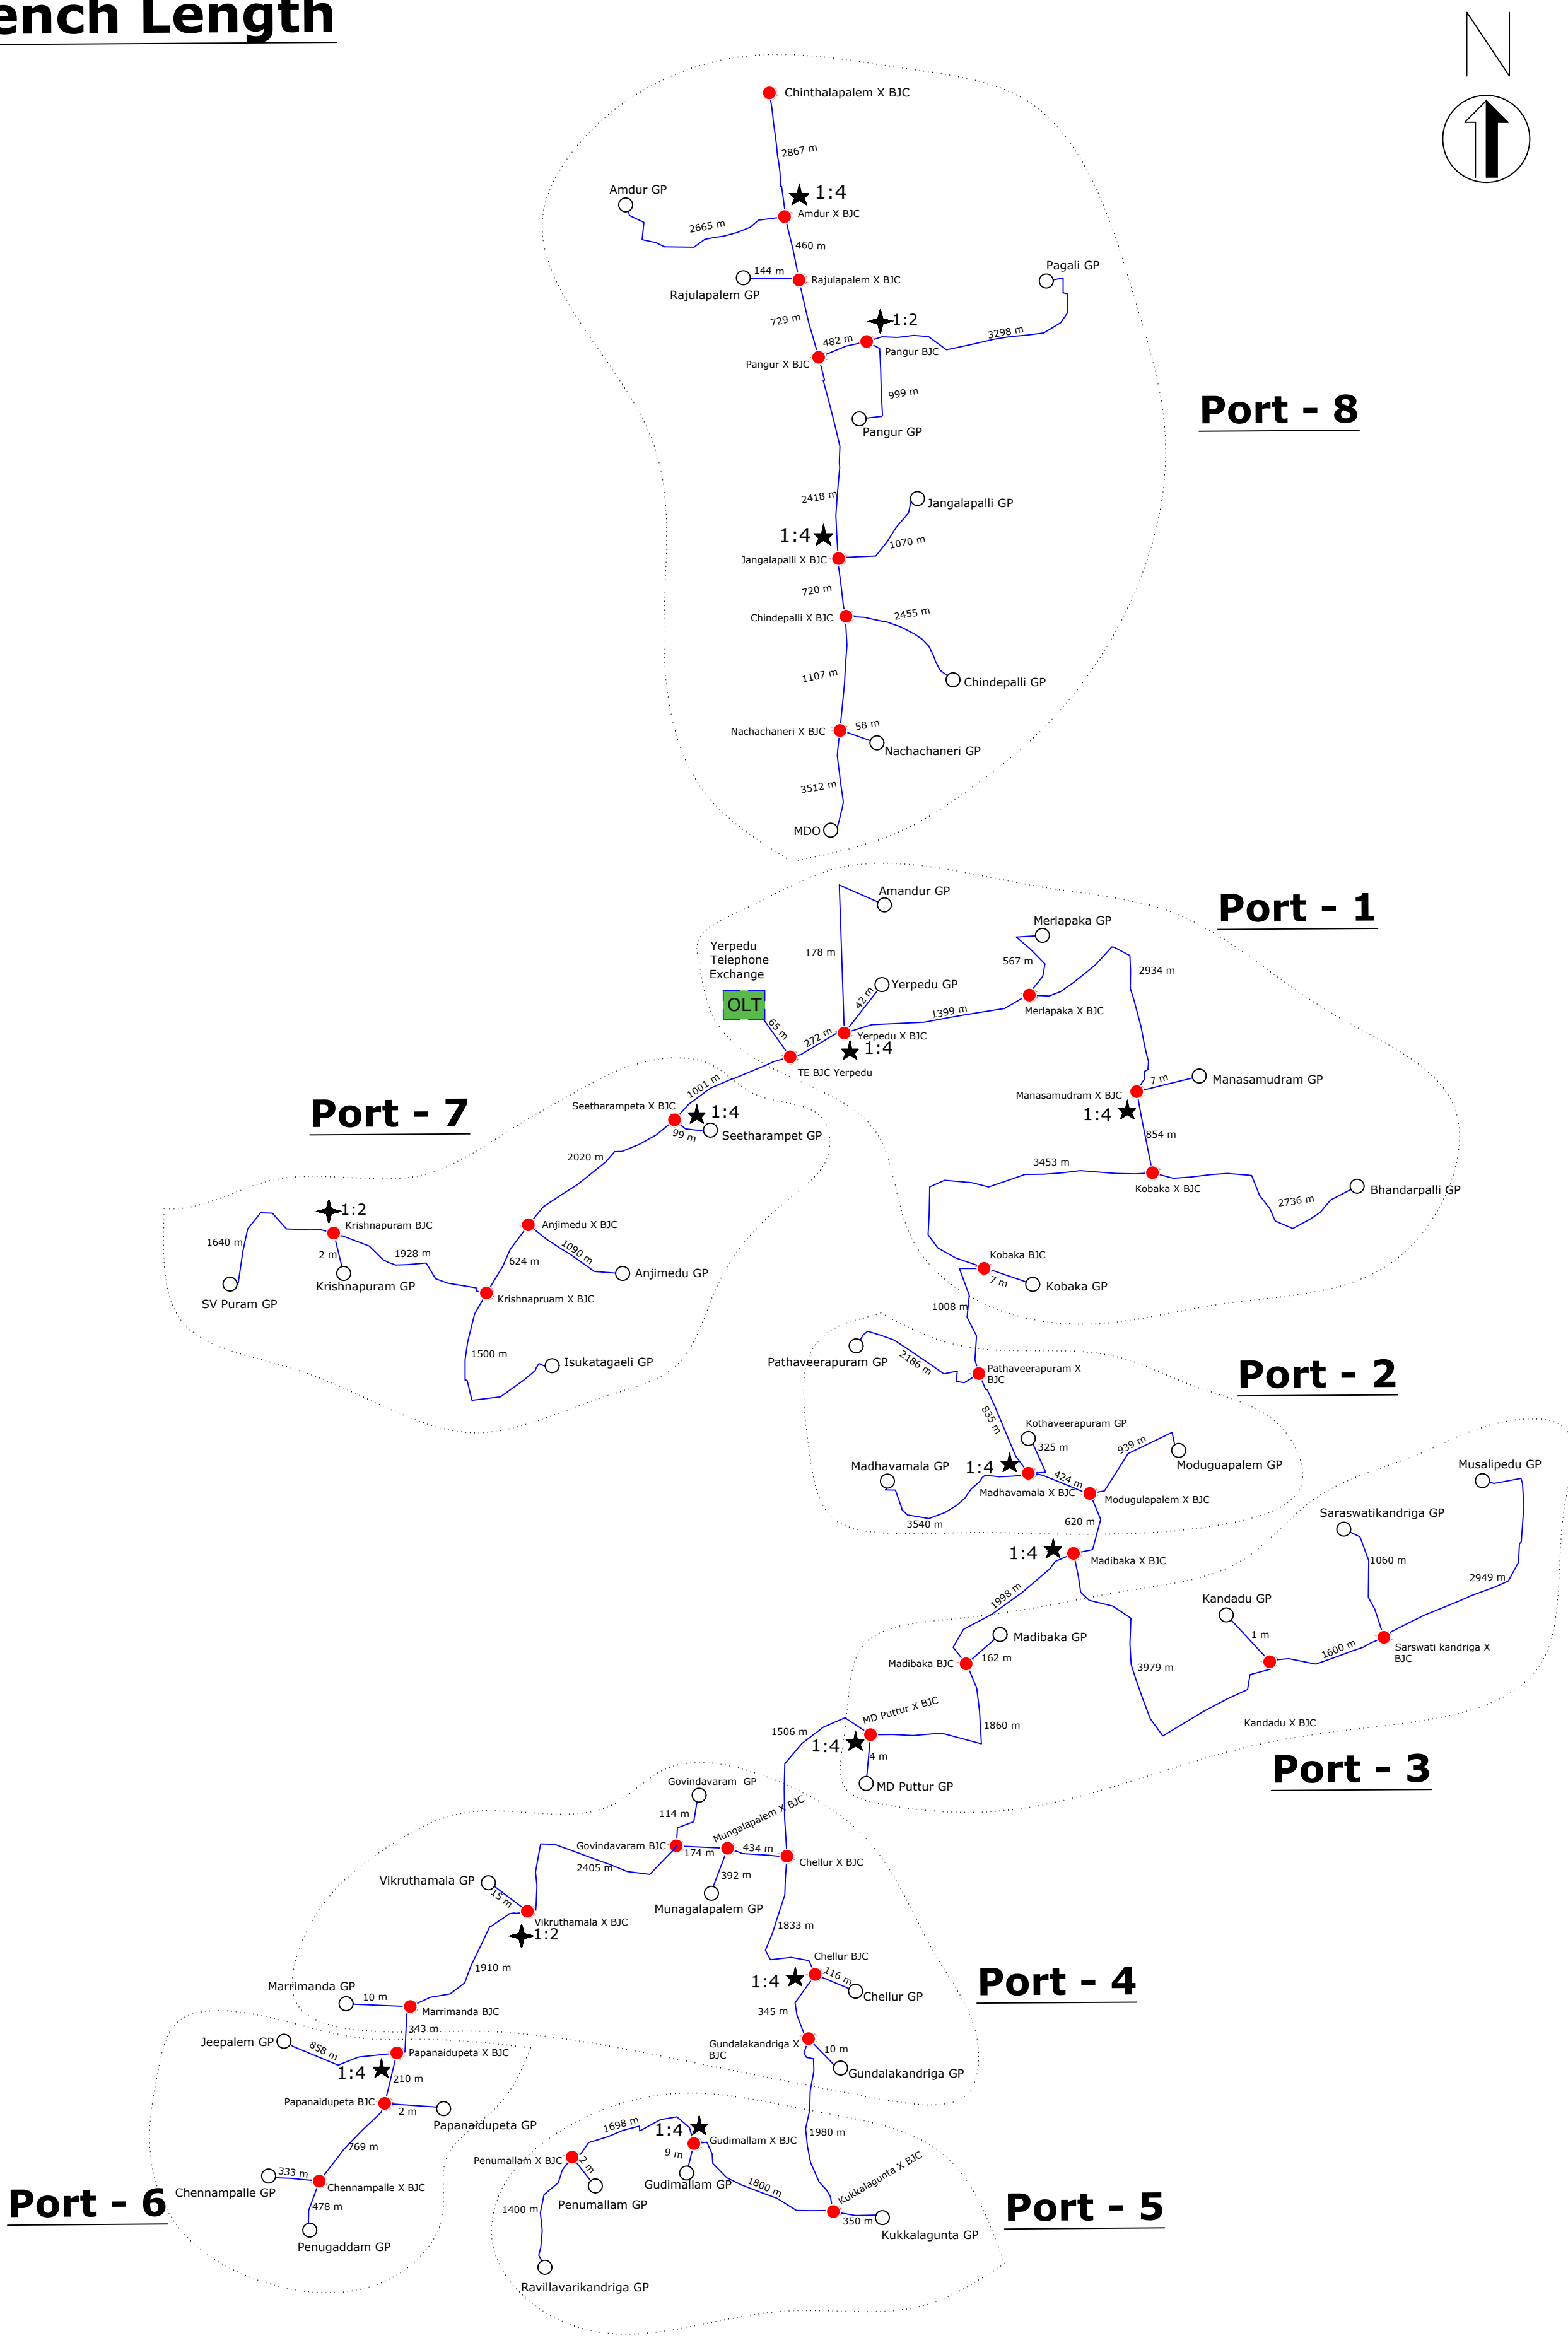 ench Length
N
Chinthalapalem X BJC
2867 m
Amdur GP
1:4
Amdur X BJC
2665 m
460 m
144 m
Rajulapalem X BJC
Rajulapalem GP
Pagali GP
729 m
1:2
482 m
3298 m
Pangur X BJC
Pangur BJC
999 m
Pangur GP
Port - 8
2418 m
Jangalapalli GP
1:4
1070 m
Jangalapalli X BJC
720 m
Chindepalli X BJC
2455 m
1107 m
Chindepalli GP
Nachachaneri X BJC
58 m
Nachachaneri GP
3512 m
MDO
Amandur GP
Port - 1
Merlapaka GP
Yerpedu
Telephone
Exchange
178 m
567 m
2934 m
Yerpedu GP
OLT
42 m
65 m
272 m
1399 m
Merlapaka X BJC
Yerpedu X BJC
1:4
TE BJC Yerpedu
1001 m
Port - 7
Seetharampeta X BJC
1:4
99 m
Seetharampet GP
Manasamudram X BJC
7 m
Manasamudram GP
1:4
854 m
2020 m
3453 m
Kobaka X BJC
2736 m
Bhandarpalli GP
1:2
Krishnapuram BJC
Anjimedu X BJC
1640 m
2 m
1928 m
624 m
1090 m
Anjimedu GP
Krishnapuram GP
SV Puram GP
Krishnapruam X BJC
Kobaka BJC
7 m
Kobaka GP
1008 m
1500 m
Isukatagaeli GP
Pathaveerapuram GP
2186 m
Pathaveerapuram X
BJC
Port - 2
835 m
Kothaveerapuram GP
325 m
939 m
Moduguapalem GP
Madhavamala GP
1:4
424 m
Madhavamala X BJC
Modugulapalem X BJC
3540 m
620 m
Musalipedu GP
Saraswatikandriga GP
1:4
Madibaka X BJC
1060 m
2949 m
1998 m
Kandadu GP
1 m
Madibaka GP
Madibaka BJC
162 m
3979 m
1600 m
Sarswati kandriga X
BJC
MD Puttur X BJC
1860 m
Kandadu X BJC
1506 m
1:4
4 m
MD Puttur GP
Port - 3
Govindavaram  GP
114 m
Mungalapalem X BJC
Govindavaram BJC
174 m
434 m
Chellur X BJC
2405 m
392 m
Vikruthamala GP
15 m
Munagalapalem GP
Vikruthamala X BJC
1:2
1833 m
1910 m
Chellur BJC
1:4
116 m
Chellur GP
Port - 4
Marrimanda GP
10 m
Marrimanda BJC
345 m
343 m
Jeepalem GP
858 m
Papanaidupeta X BJC
Gundalakandriga X
BJC
10 m
Gundalakandriga GP
1:4
210 m
Papanaidupeta BJC
2 m
Papanaidupeta GP
1698 m
1:4
Gudimallam X BJC
1980 m
769 m
Penumallam X BJC
2 m
9 m
Gudimallam GP
Kukkalagunta X BJC
333 m
Chennampalle GP
Chennampalle X BJC
1800 m
Port - 6
478 m
Penumallam GP
1400 m
350 m
Port - 5
Kukkalagunta GP
Penugaddam GP
Ravillavarikandriga GP